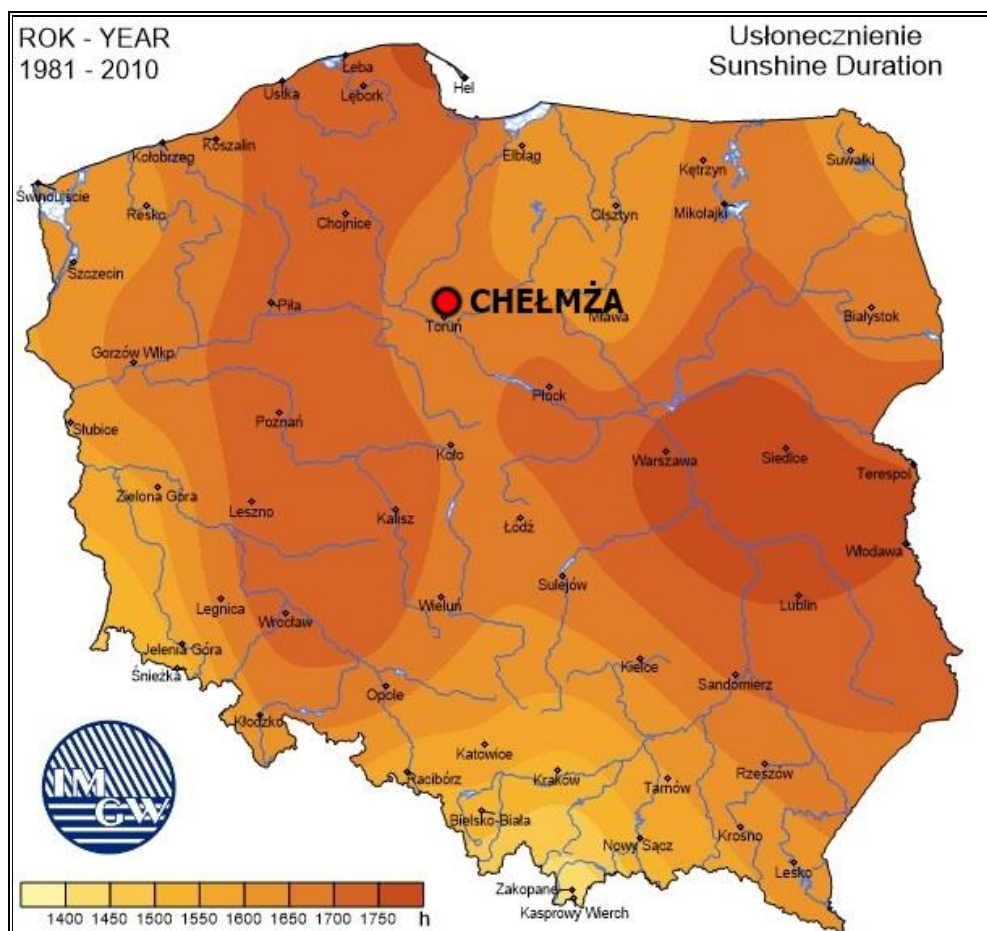 ROK - YEAR
1981 - 2010
Usłonecznienie
Sunshine Duration
Łeba
Ustka
Lębork
Hel
Kołobrzeg
Koszalin
Elbląg
Kętrzyn
Suwałki
Świnoujście
Resko
Chojnice
Olsztyn
Mikołajki
Szczecin
Piła
CHEŁMŻA
Toruń
Mława
Białystok
Gorzów Wlkp.
Płock
Słubice
Poznań
Koło
Warszawa
Siedlce
Terespol
Zielona Góra
Leszno
Kalisz
Łódź
Włodawa
Sulejów
Legnica
Wrocław
Wieluń
Lublin
Jelenia Góra
Śnieżka
Opole
Kielce
Sandomierz
Kłodzko
Katowice
Racibórz
Kraków
Tarnów
Rzeszów
Bielsko-Biała
Nowy Sącz
Krosno
Lesko
Zakopane
Kasprowy Wierch
IM
GW
1400 1450 1500 1550 1600 1650 1700 1750 h